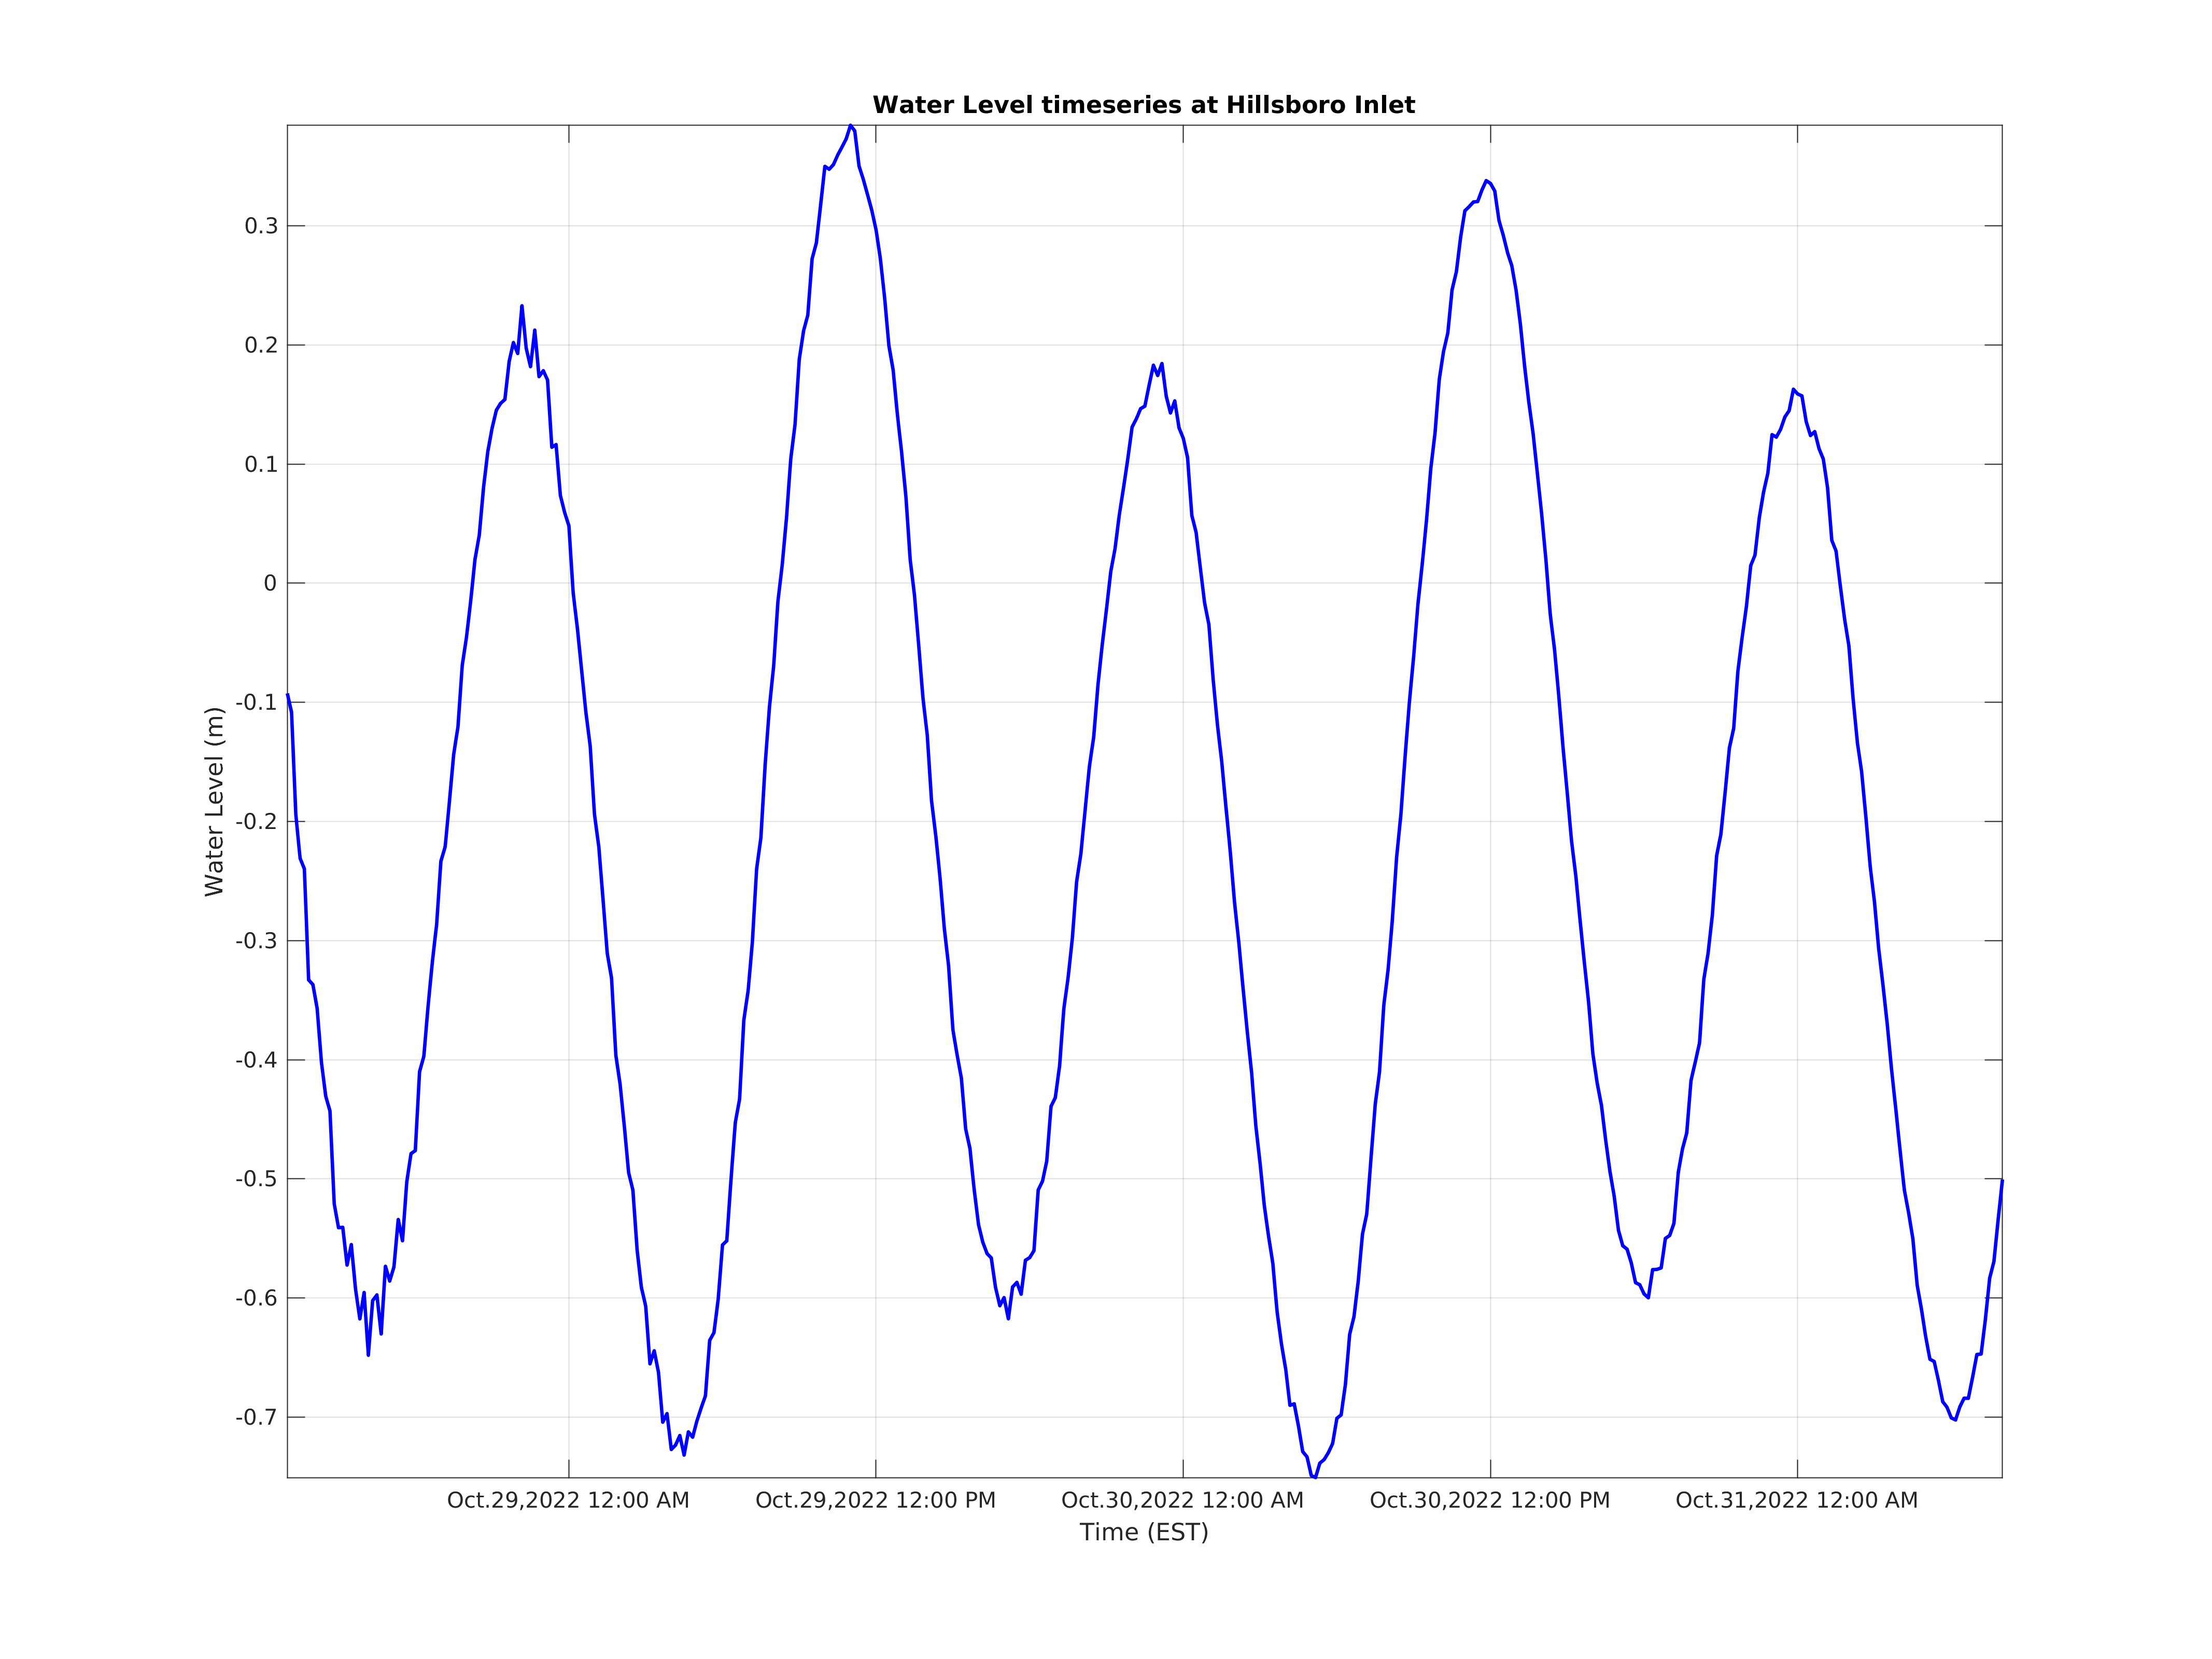 Water Level timeseries at Hillsboro Inlet
0.3
0.2
0.1
0
-0.1
-0.2
-0.3
-0.4
-0.5
-0.6
-0.7
Water Level (m)
Oct.29,2022 12:00 AM
Oct.29,2022 12:00 PM
Oct.30,2022 12:00 AM
Oct.30,2022 12:00 PM
Oct.31,2022 12:00 AM
Time (EST)